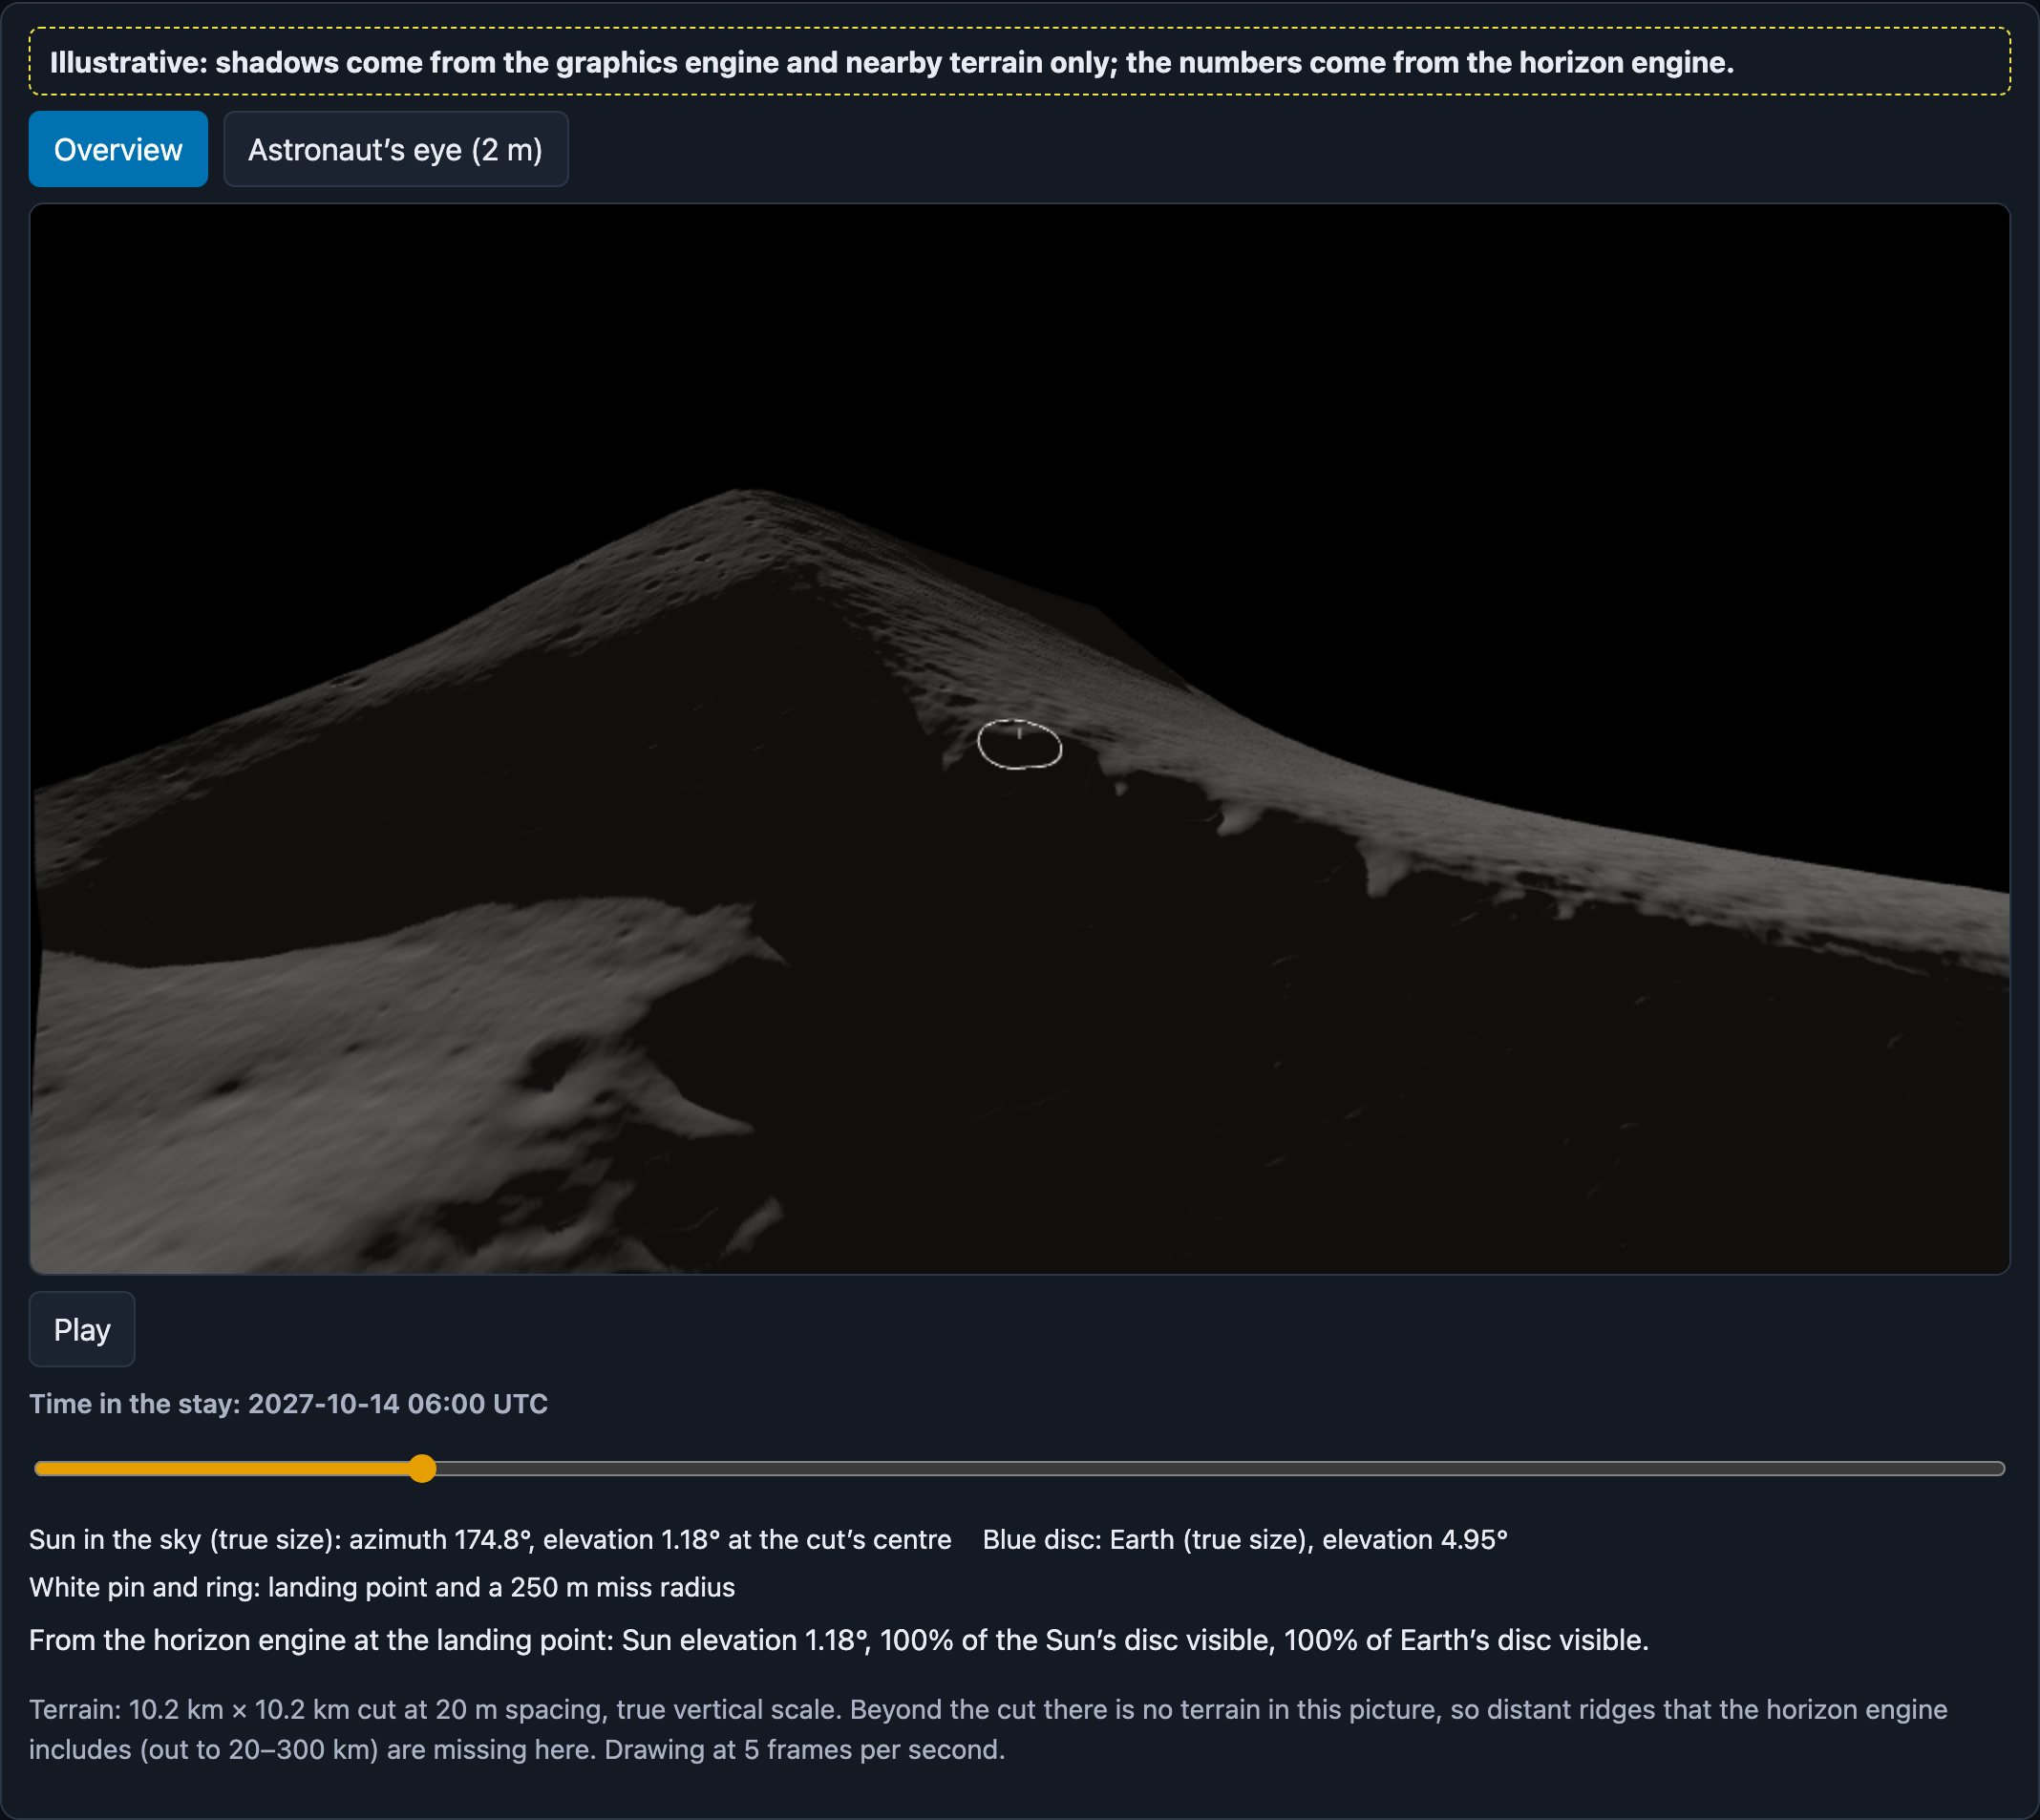 Illustrative: shadows come from the graphics engine and nearby terrain only; the numbers come from the horizon engine.
Overview
Astronaut’s eye (2 m)
Play
Time in the stay: 2027-10-14 06:00 UTC
Sun in the sky (true size): azimuth 174.8°, elevation 1.18° at the cut’s centre Blue disc: Earth (true size), elevation 4.95°
White pin and ring: landing point and a 250 m miss radius
From the horizon engine at the landing point: Sun elevation 1.18°, 100% of the Sun’s disc visible, 100% of Earth’s disc visible.
Terrain: 10.2 km × 10.2 km cut at 20 m spacing, true vertical scale. Beyond the cut there is no terrain in this picture, so distant ridges that the horizon engine
includes (out to 20–300 km) are missing here. Drawing at 5 frames per second.